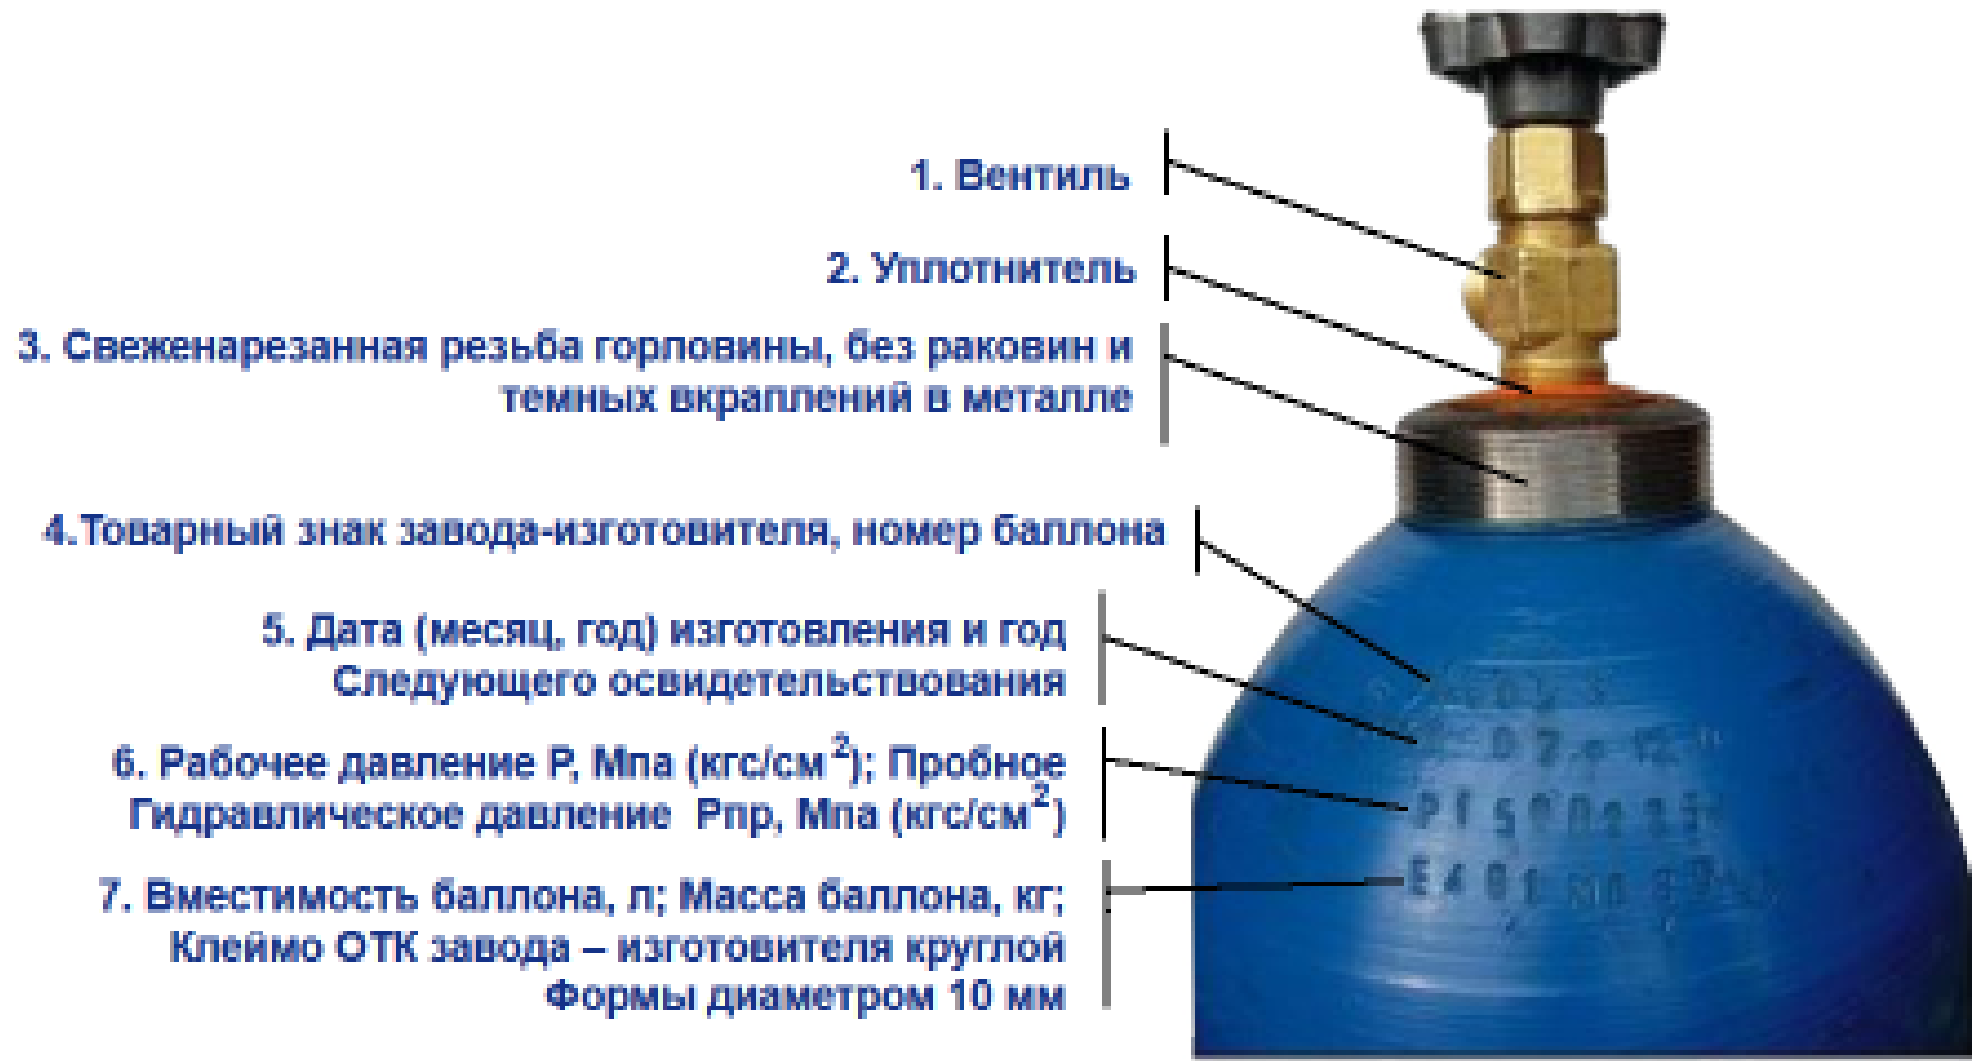 1. Вентиль
2. Уплотнитель
3. Свеженарезанная резьба горловины, без раковин и
темных вкраплений в металле
4.Товарный знак завода-изготовителя, номер баллона
5. Дата (месяц, год) изготовления и год
Следующего освидетельствования
6. Рабочее давление Р, Мпа (кгс/см²); Пробное
Гидравлическое давление Рпр, Мпа (кгс/см²)
7. Вместимость баллона, л; Масса баллона, кг;
Клеймо ОТК завода – изготовителя круглой
Формы диаметром 10 мм